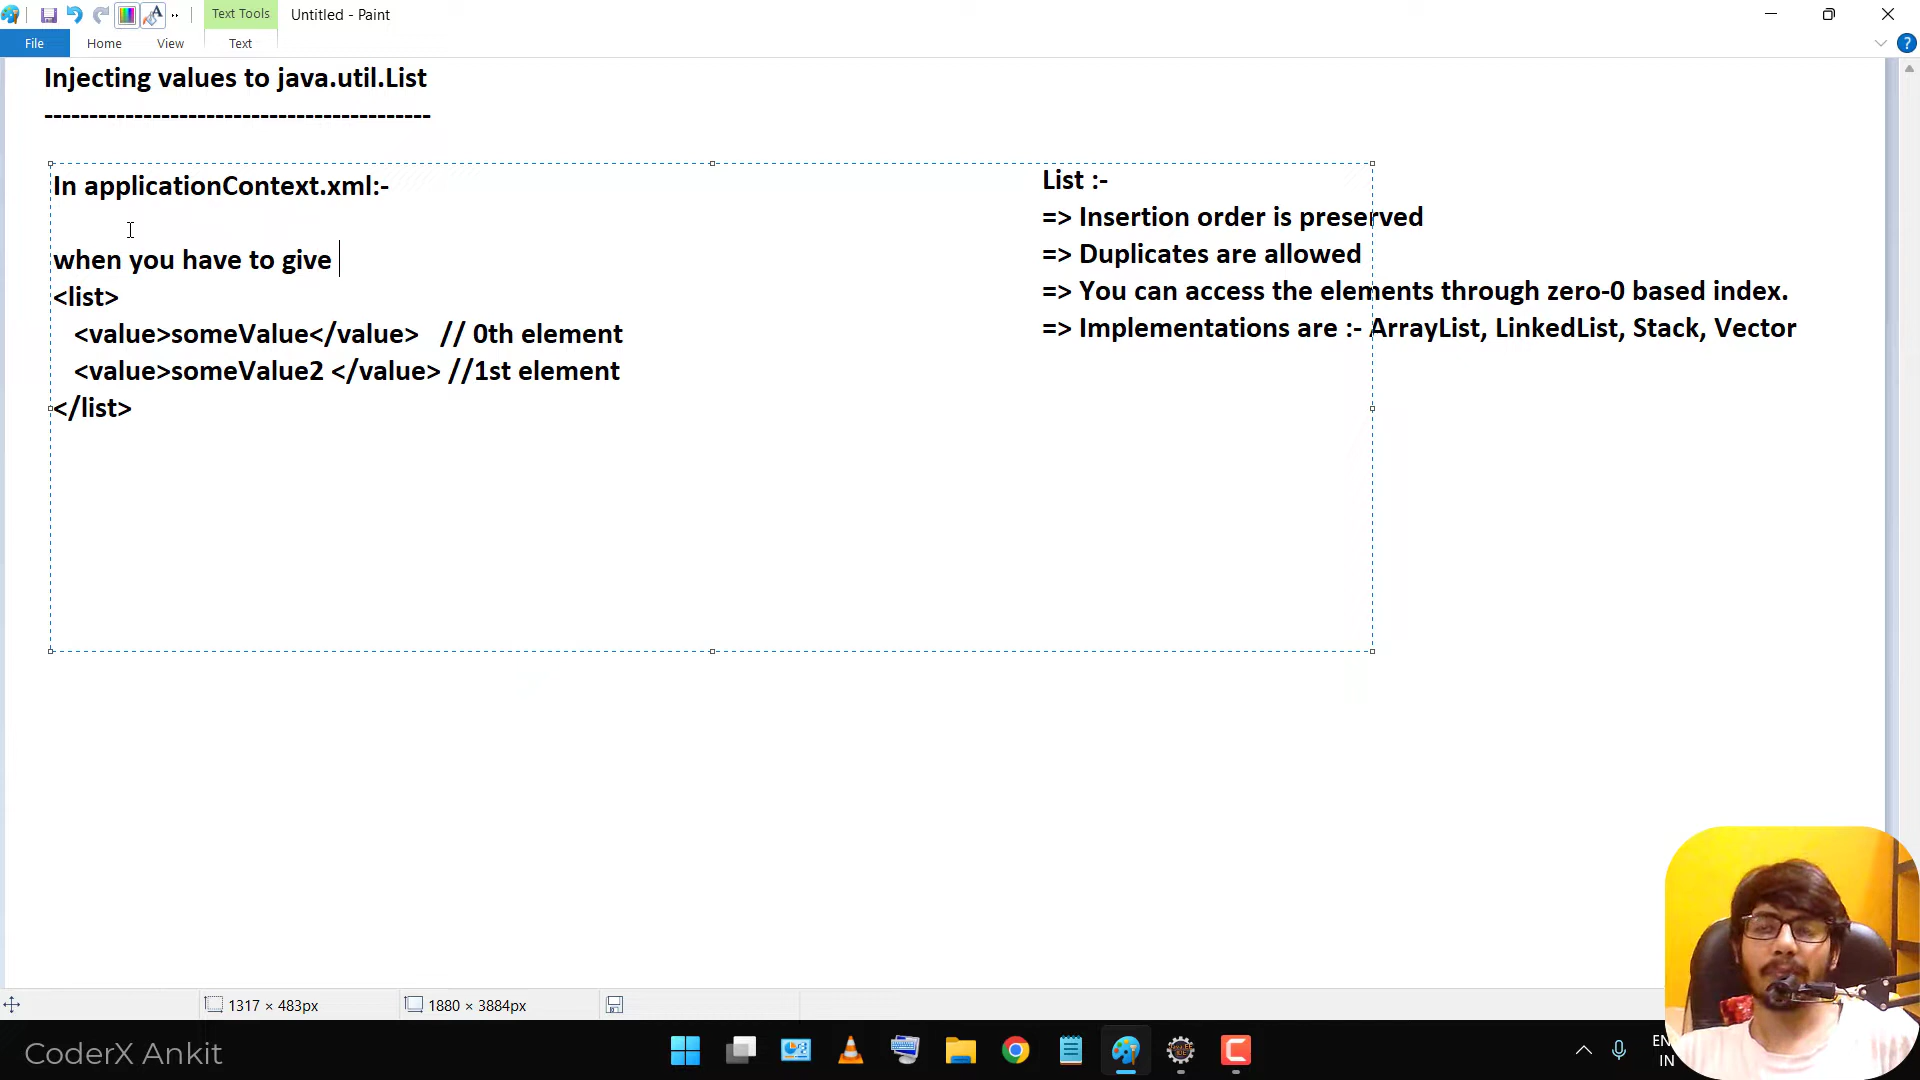 Text Tools
Untitled - Paint
File
Home
View
Text
Injecting values to java.util.List
-------------------------------------------
In applicationContext.xml:-
when you have to give
<list>
<value>someValue</value>   // 0th element
<value>someValue2 </value> //1st element
</list>
List :-
=> Insertion order is preserved
=> Duplicates are allowed
=> You can access the elements through zero-0 based index.
=> Implementations are :- ArrayList, LinkedList, Stack, Vector
1317 × 483px
1880 × 3884px
CoderX Ankit
IN